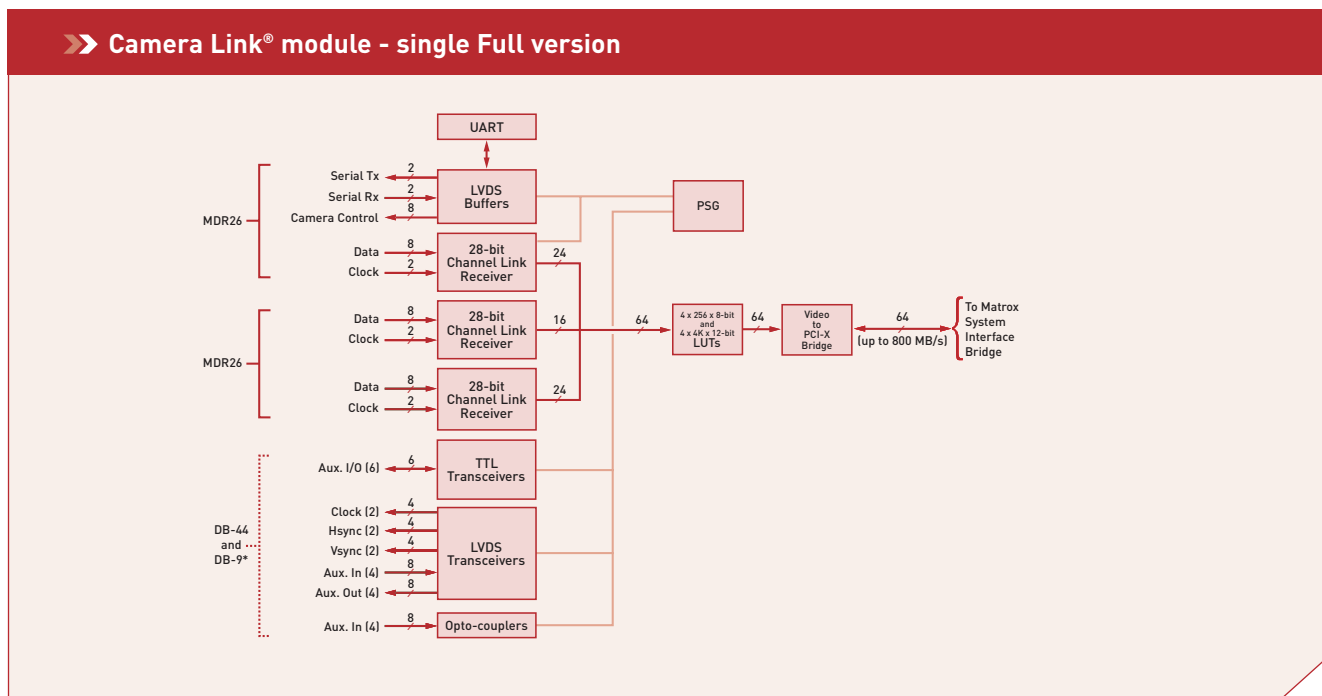 Camera Link® module - single Full version
UART
Serial Tx
2
Serial Rx
2
Camera Control
8
LVDS
Buffers
PSG
MDR26
Data
8
Clock
2
28-bit
Channel Link
Receiver
24
MDR26
Data
8
Clock
2
28-bit
Channel Link
Receiver
16
64
4 x 256 x 8-bit
and
4 x 4K x 12-bit
LUTs
64
Video
to
PCI-X
Bridge
64
(up to 800 MB/s)
To Matrox
System
Interface
Bridge
Data
8
Clock
2
28-bit
Channel Link
Receiver
24
Aux. I/O (6)
6
TTL
Transceivers
DB-44
and
DB-9*
Clock (2)
4
Hsync (2)
4
Vsync (2)
4
Aux. In (4)
8
Aux. Out (4)
8
LVDS
Transceivers
Aux. In (4)
8
Opto-couplers